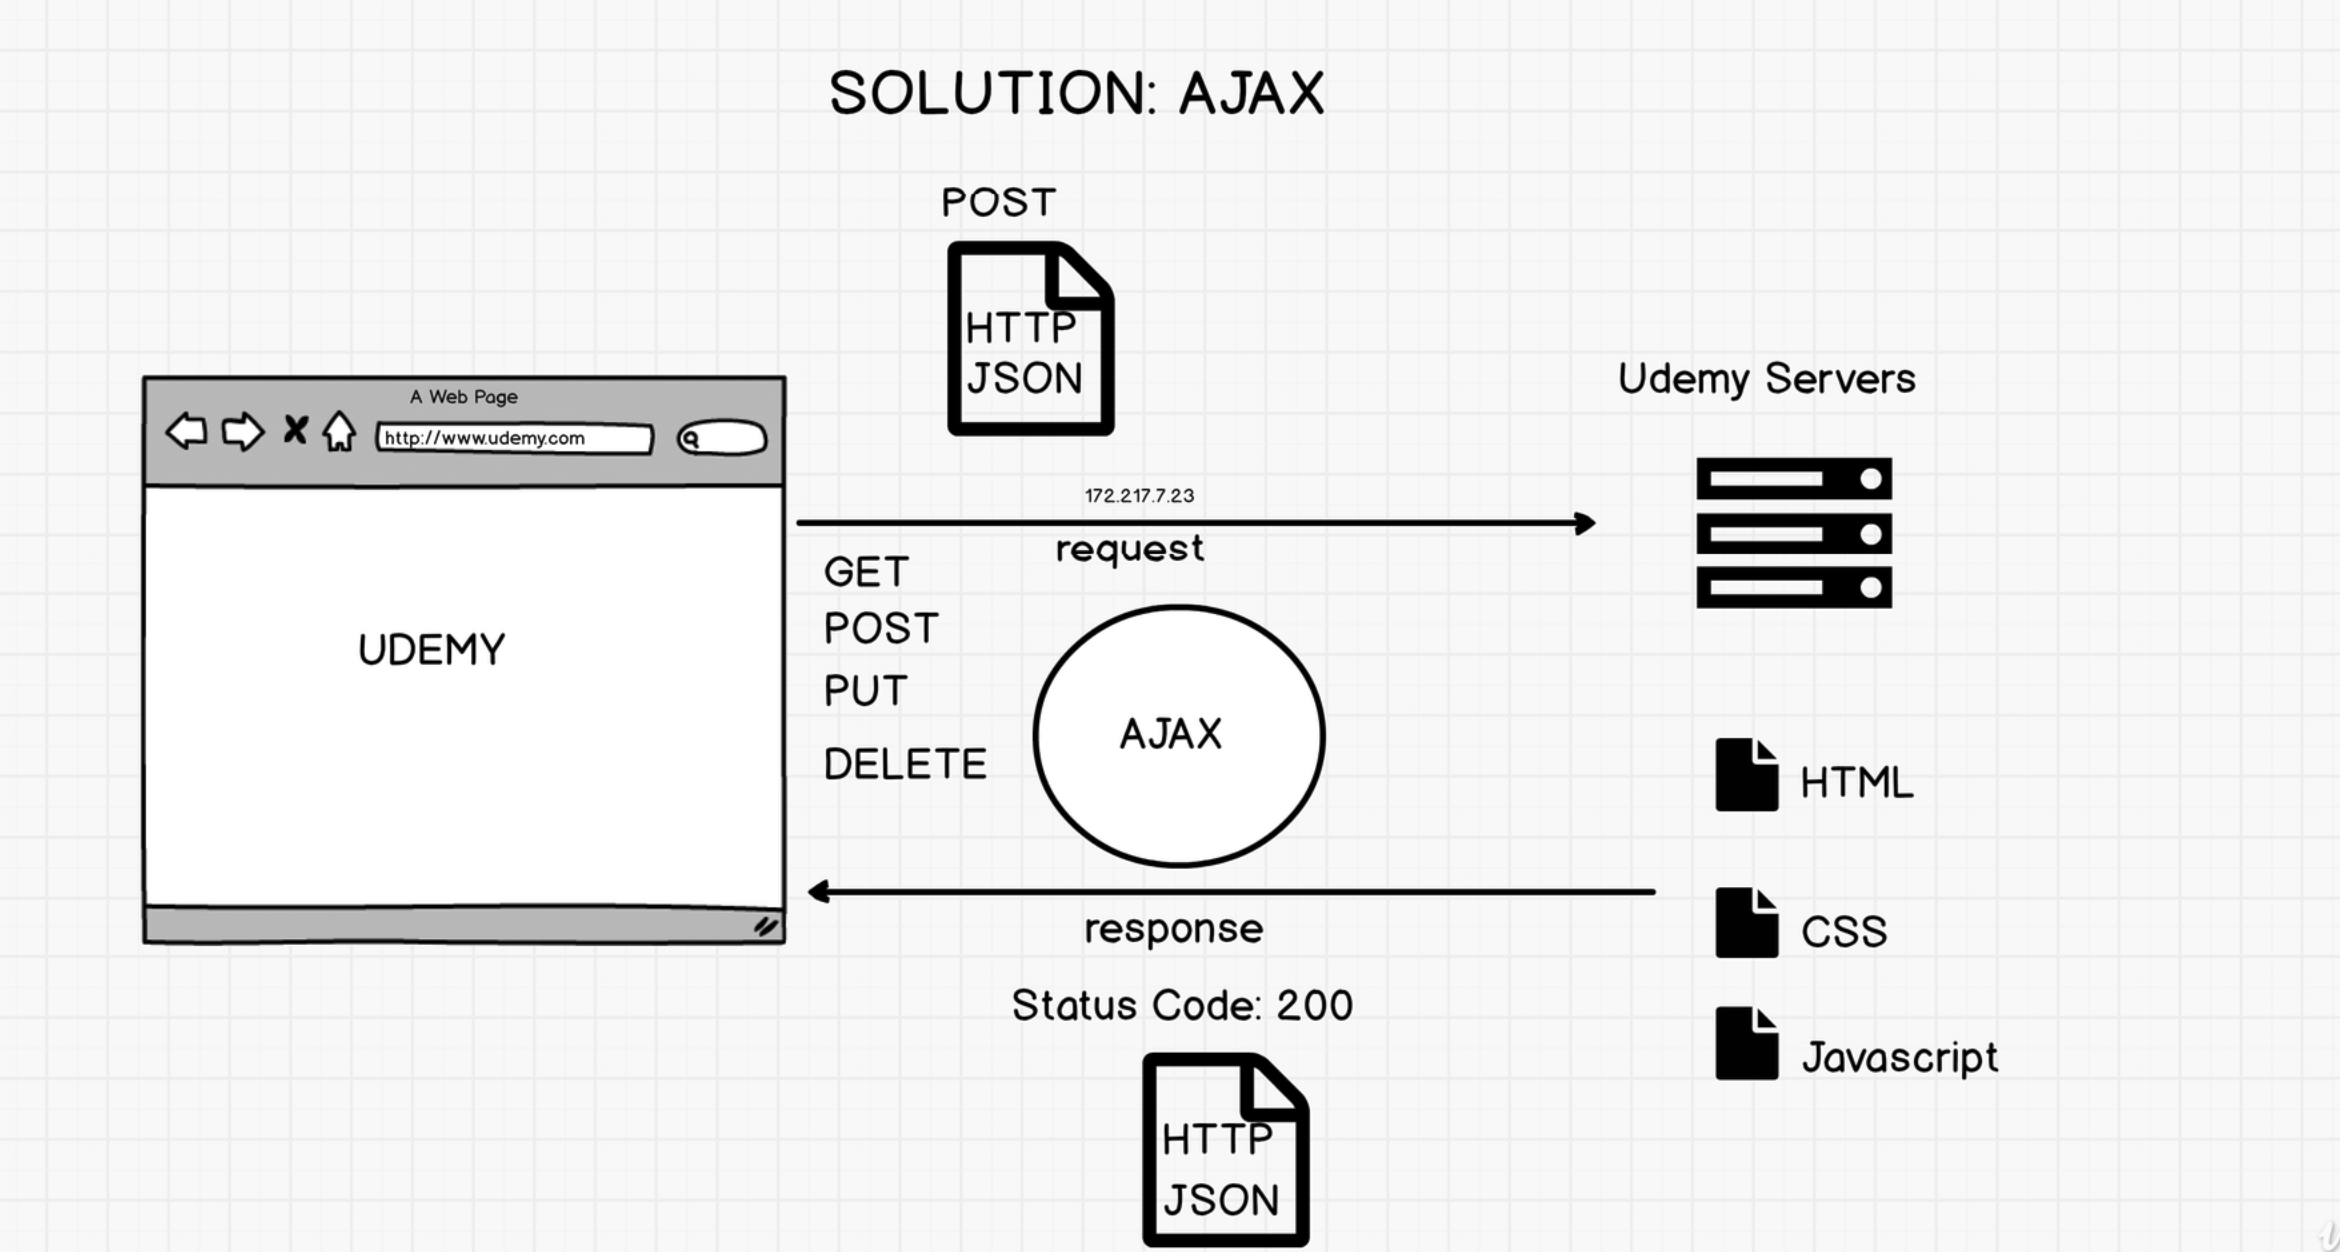 SOLUTION: AJAX
POST
HTTP
JSON
Udemy Servers
A Web Page
http://www.udemy.com
172.217.7.23
request
GET
POST
PUT
DELETE
UDEMY
AJAX
HTML
CSS
Javascript
response
Status Code: 200
HTTP
JSON